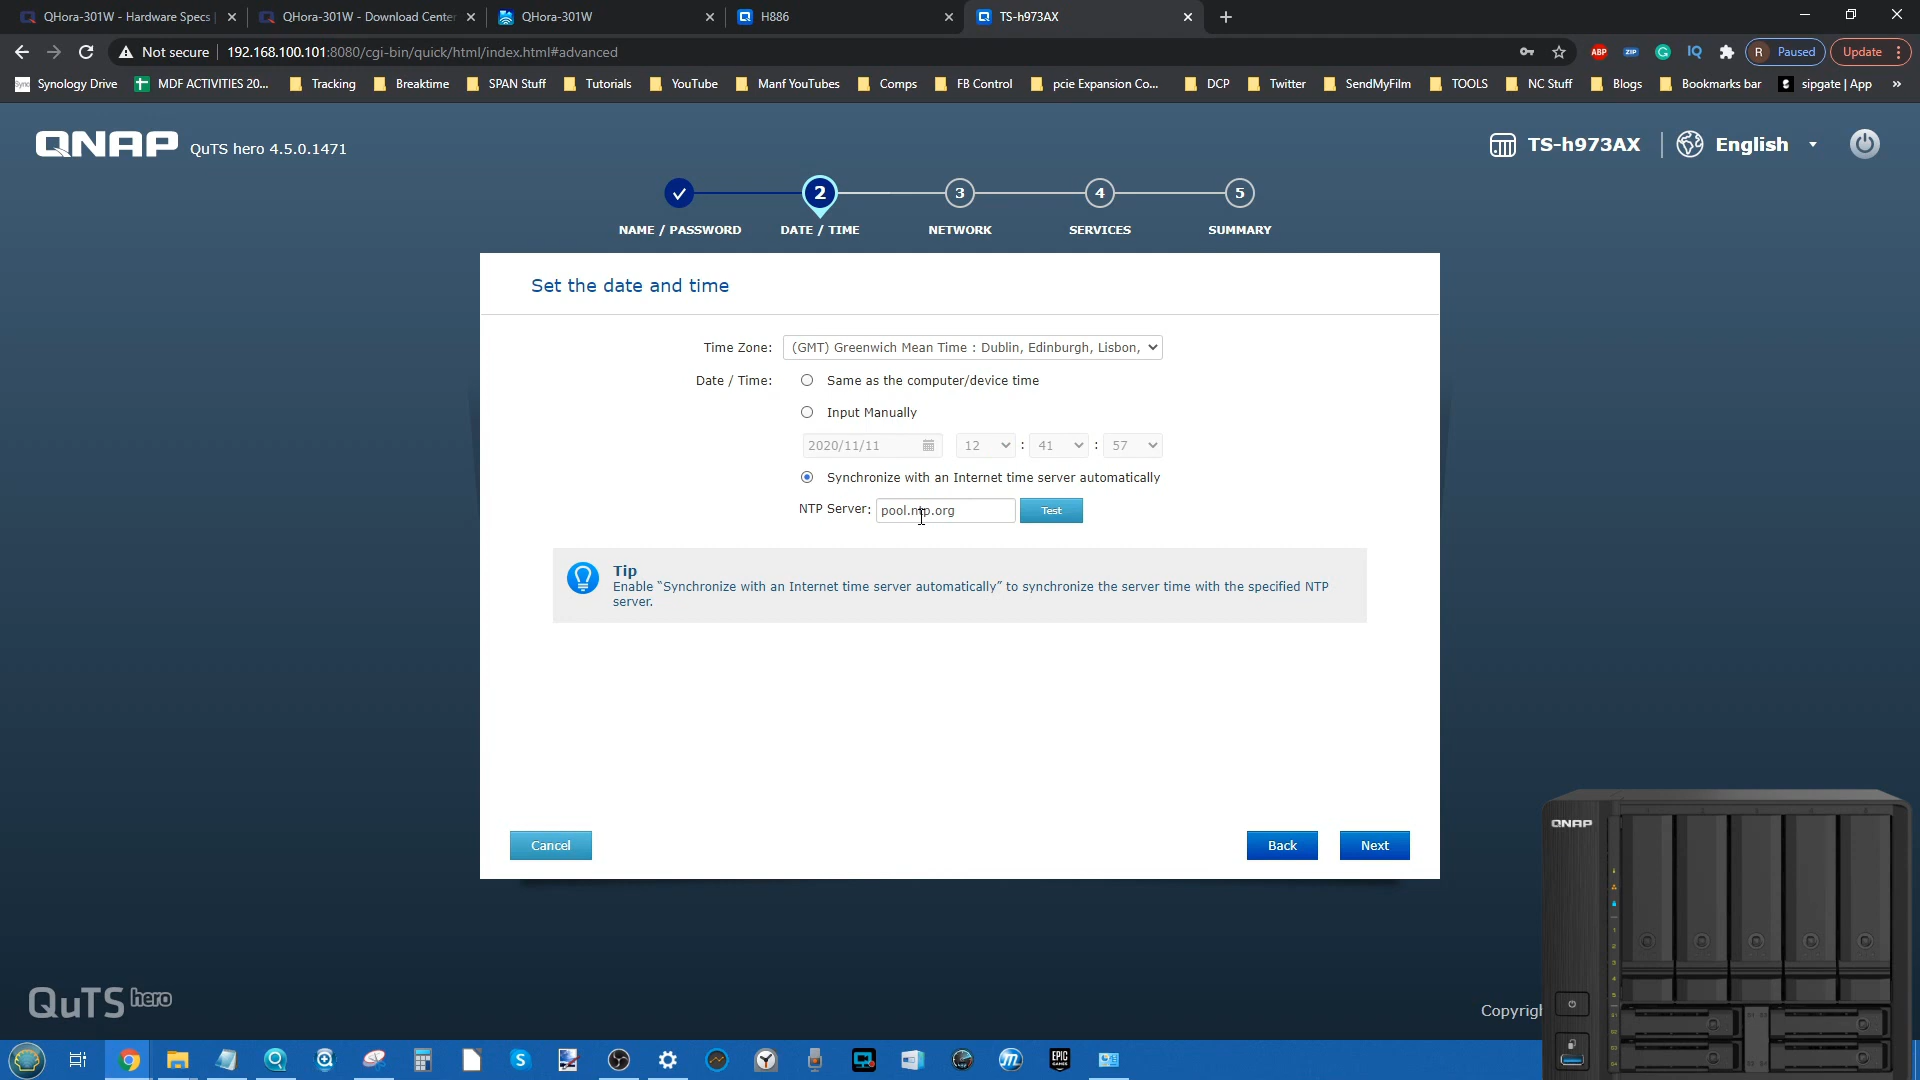 QHora-301W - Hardware Specs
QHora-301W - Download Center
QHora-301W
H886
TS-h973AX
Not secure
192.168.100.101:8080/cgi-bin/quick/html/index.html#advanced
ABP
ZIP
IQ
R
Paused
Update
Synology Drive
MDF ACTIVITIES 20...
Tracking
Breaktime
SPAN Stuff
Tutorials
YouTube
Manf YouTubes
Comps
FB Control
pcie Expansion Co...
DCP
Twitter
SendMyFilm
TOOLS
NC Stuff
Blogs
Bookmarks bar
sipgate | App
»
QNAP
QuTS hero 4.5.0.1471
TS-h973AX
English
2
3
4
5
NAME / PASSWORD
DATE / TIME
NETWORK
SERVICES
SUMMARY
Set the date and time
Time Zone:
(GMT) Greenwich Mean Time : Dublin, Edinburgh, Lisbon,
Date / Time:
Same as the computer/device time
Input Manually
2020/11/11
12 : 41 : 57
Synchronize with an Internet time server automatically
NTP Server:
pool.ntp.org
Test
Tip
Enable “Synchronize with an Internet time server automatically” to synchronize the server time with the specified NTP
server.
Cancel
Back
Next
QNAP
QuTS hero
Copyrigh
EPIC
GAMES